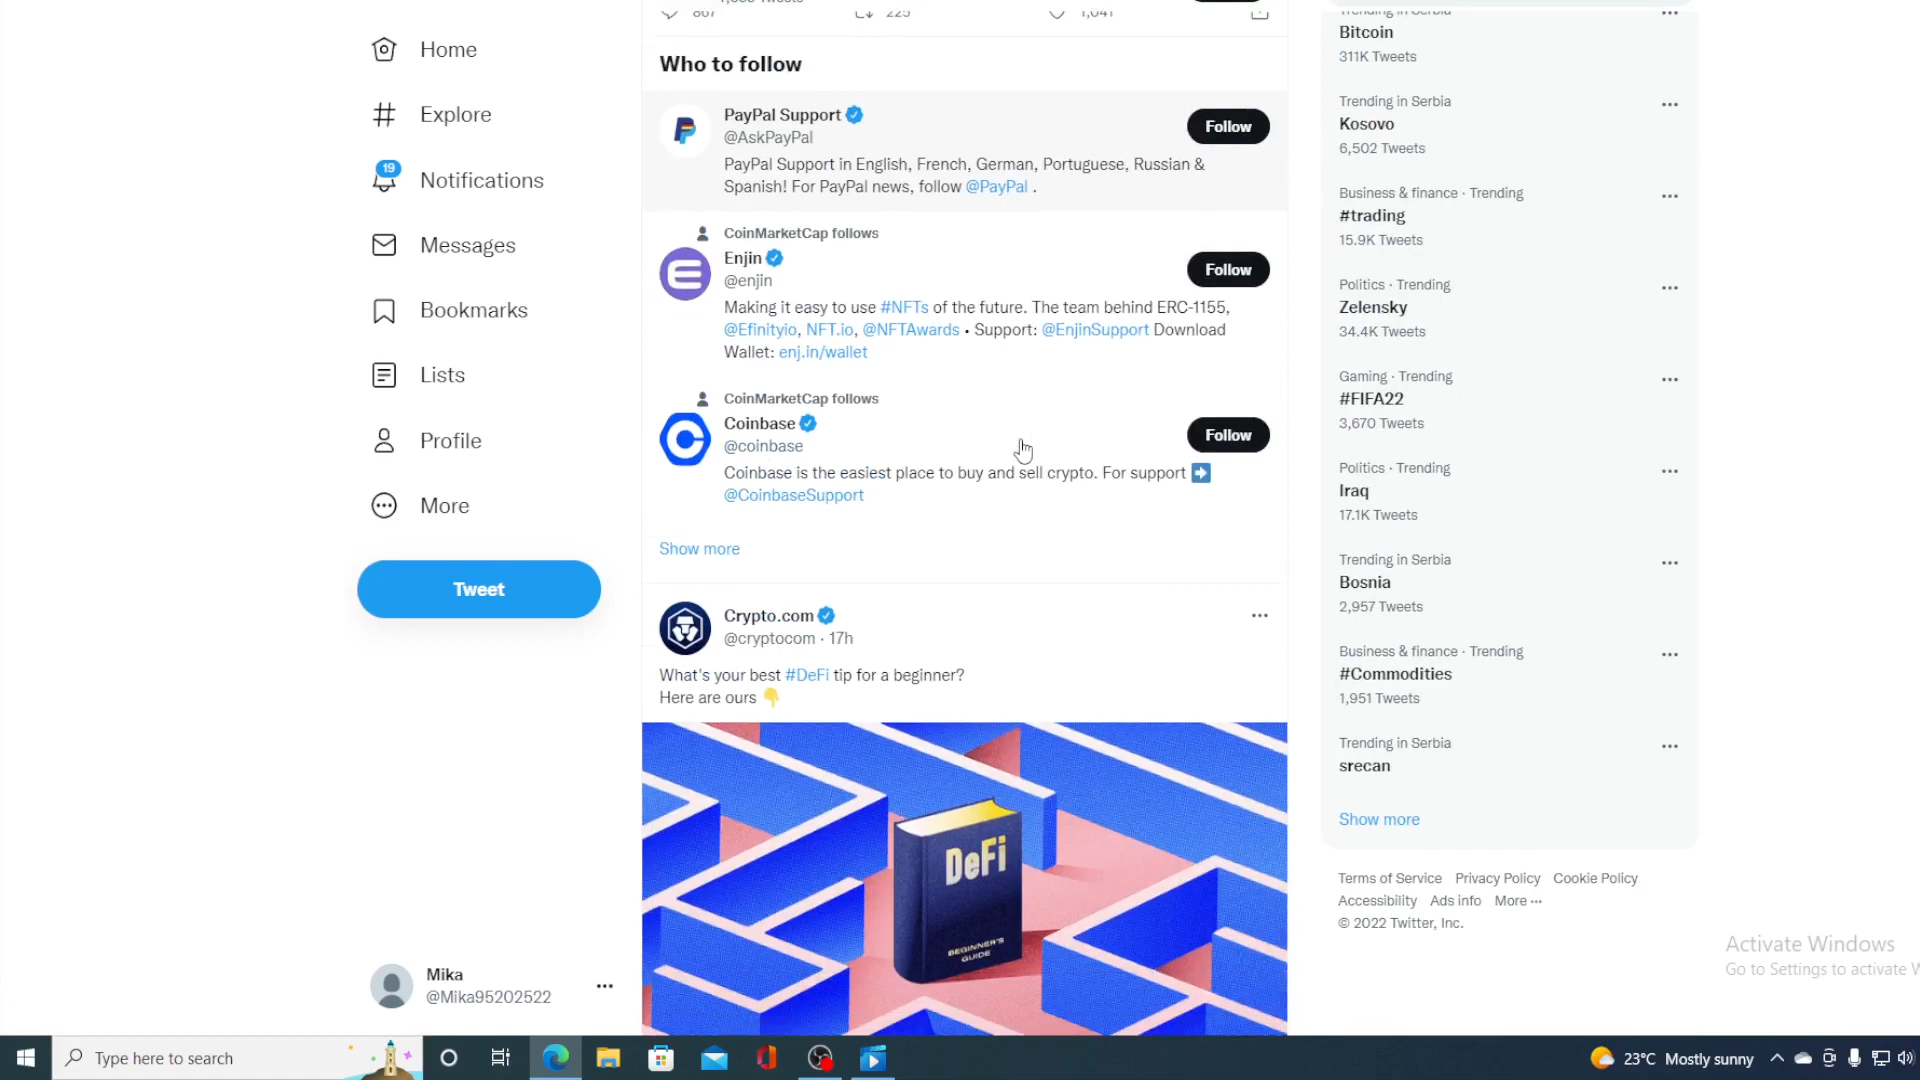 Home
Explore
19
Notifications
Messages
Bookmarks
Lists
Profile
More
Tweet
Mika
@Mika95202522
867
225
1,041
Who to follow
PayPal Support
@AskPayPal
Follow
PayPal Support in English, French, German, Portuguese, Russian &
Spanish! For PayPal news, follow @PayPal .
CoinMarketCap follows
Enjin
@enjin
Follow
Making it easy to use #NFTs of the future. The team behind ERC-1155,
@Efinityio, NFT.io, @NFTAwards • Support: @EnjinSupport Download
Wallet: enj.in/wallet
CoinMarketCap follows
Coinbase
@coinbase
Follow
Coinbase is the easiest place to buy and sell crypto. For support
@CoinbaseSupport
Show more
Crypto.com
@cryptocom · 17h
What's your best #DeFi tip for a beginner?
Here are ours
DeFi
BEGINNER'S
GUIDE
Trending in Serbia
Bitcoin
311K Tweets
Trending in Serbia
Kosovo
6,502 Tweets
Business & finance · Trending
#trading
15.9K Tweets
Politics · Trending
Zelensky
34.4K Tweets
Gaming · Trending
#FIFA22
3,670 Tweets
Politics · Trending
Iraq
17.1K Tweets
Trending in Serbia
Bosnia
2,957 Tweets
Business & finance · Trending
#Commodities
1,951 Tweets
Trending in Serbia
srecan
Show more
Terms of Service Privacy Policy Cookie Policy
Accessibility Ads info More ···
© 2022 Twitter, Inc.
Activate Windows
Go to Settings to activate W
Type here to search
23°C Mostly sunny